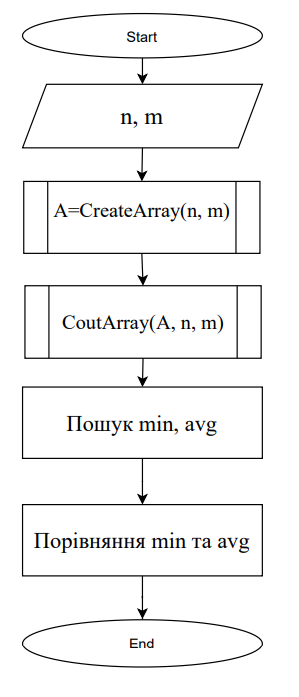 Start
n, m
A=CreateArray(n, m)
CoutArray(A, n, m)
Пошук min, avg
Порівняння min та avg
End